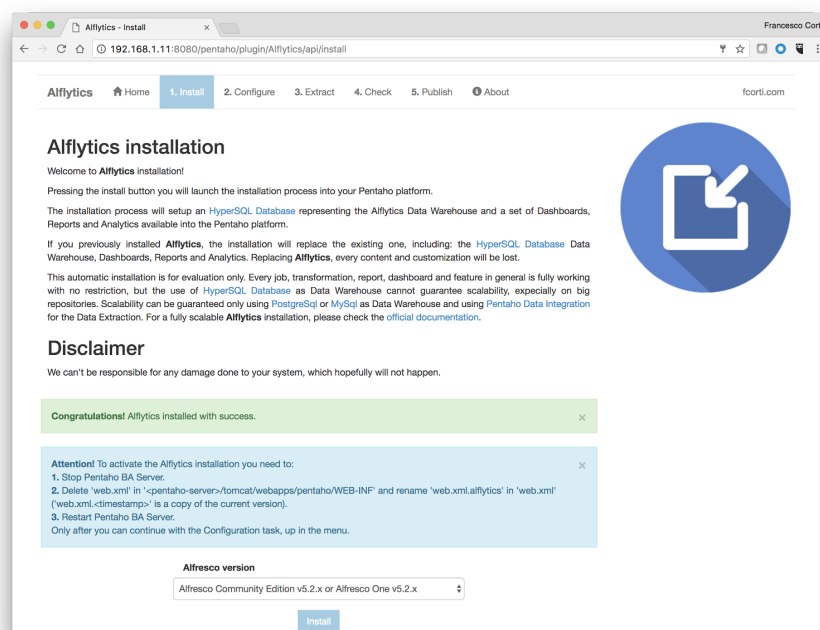 Alflytics - Install
Francesco Cort
192.168.1.11:8080/pentaho/plugin/Alflytics/api/install
Alflytics Home 1. Install 2. Configure 3. Extract 4. Check 5. Publish About fcorti.com
Alflytics installation
Welcome to Alflytics installation!
Pressing the install button you will launch the installation process into your Pentaho platform.
The installation process will setup an HyperSQL Database representing the Alflytics Data Warehouse and a set of Dashboards,
Reports and Analytics available into the Pentaho platform.
If you previously installed Alflytics, the installation will replace the existing one, including: the HyperSQL Database Data
Warehouse, Dashboards, Reports and Analytics. Replacing Alflytics, every content and customization will be lost.
This automatic installation is for evaluation only. Every job, transformation, report, dashboard and feature in general is fully working
with no restriction, but the use of HyperSQL Database as Data Warehouse cannot guarantee scalability, expecially on big
repositories. Scalability can be guaranteed only using PostgreSql or MySql as Data Warehouse and using Pentaho Data Integration
for the Data Extraction. For a fully scalable Alflytics installation, please check the official documentation.
Disclaimer
We can't be responsible for any damage done to your system, which hopefully will not happen.
Congratulations! Alflytics installed with success.
Attention! To activate the Alflytics installation you need to:
1. Stop Pentaho BA Server.
2. Delete 'web.xml' in '<pentaho-server>/tomcat/webapps/pentaho/WEB-INF' and rename 'web.xml.alflytics' in 'web.xml'
('web.xml.<timestamp>' is a copy of the current version).
3. Restart Pentaho BA Server.
Only after you can continue with the Configuration task, up in the menu.
Alfresco version
Alfresco Community Edition v5.2.x or Alfresco One v5.2.x
Install